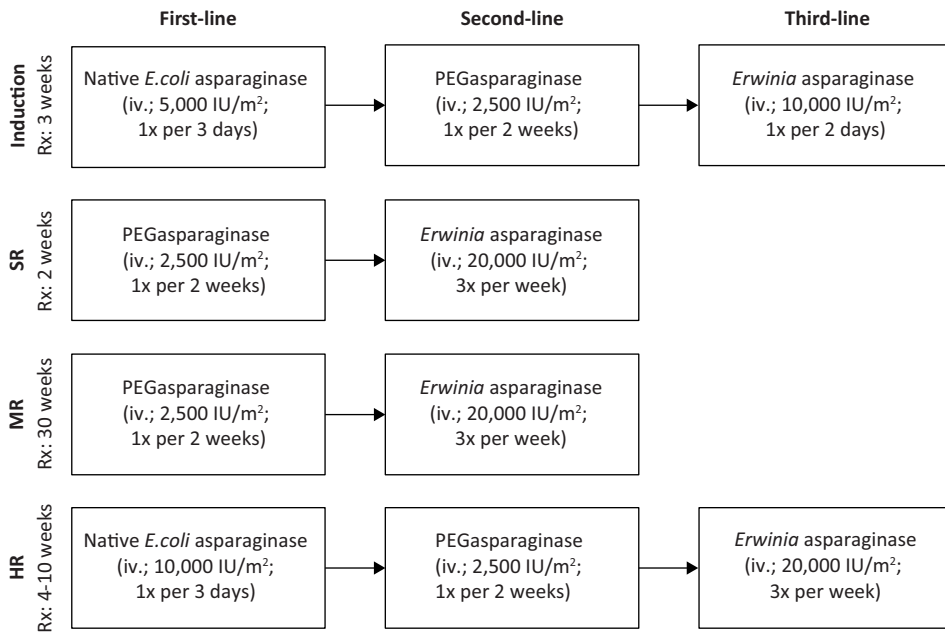 First-line
Second-line
Third-line
Induction
Rx: 3 weeks
Native E.coli asparaginase
(iv.; 5,000 IU/m²;
1x per 3 days)
PEGasparaginase
(iv.; 2,500 IU/m²;
1x per 2 weeks)
Erwinia asparaginase
(iv.; 10,000 IU/m²;
1x per 2 days)
SR
Rx: 2 weeks
PEGasparaginase
(iv.; 2,500 IU/m²;
1x per 2 weeks)
Erwinia asparaginase
(iv.; 20,000 IU/m²;
3x per week)
MR
Rx: 30 weeks
PEGasparaginase
(iv.; 2,500 IU/m²;
1x per 2 weeks)
Erwinia asparaginase
(iv.; 20,000 IU/m²;
3x per week)
HR
Rx: 4-10 weeks
Native E.coli asparaginase
(iv.; 10,000 IU/m²;
1x per 3 days)
PEGasparaginase
(iv.; 2,500 IU/m²;
1x per 2 weeks)
Erwinia asparaginase
(iv.; 20,000 IU/m²;
3x per week)